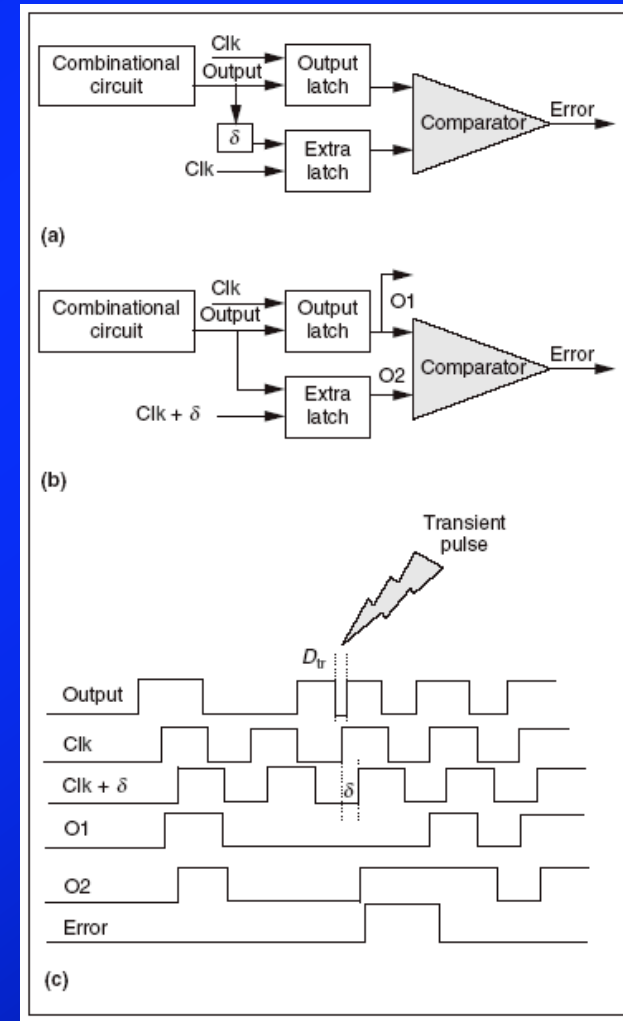 Clk
Combinational
circuit
Output
Output
latch
δ
Extra
latch
Clk
Comparator
Error
(a)
Clk
Combinational
circuit
Output
Output
latch
O1
O2
Extra
latch
Clk + δ
Comparator
Error
(b)
Transient
pulse
Dtr
Output
Clk
Clk + δ
δ
O1
O2
Error
(c)